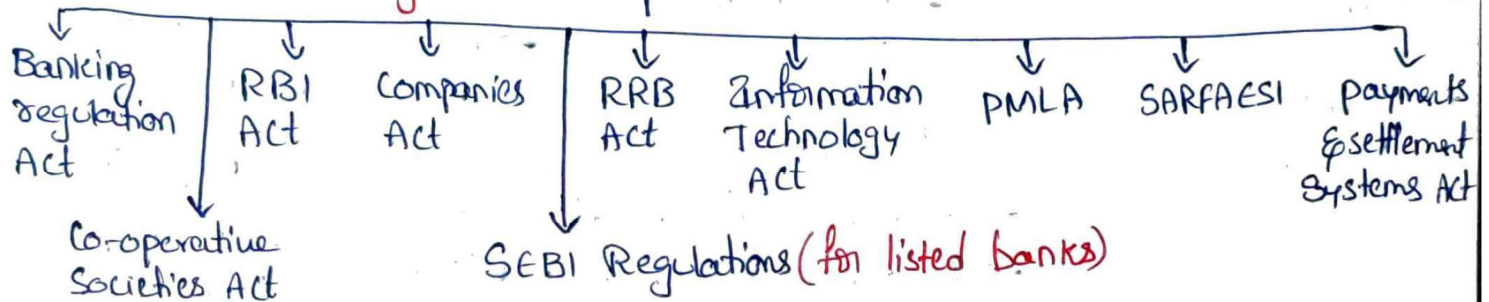 Banking
regulation
Act
Co-operative
Societies Act
RBI
Act
Companies
Act
SEBI Regulations (for listed banks)
RRB
Act
Information
Technology
Act
PMLA
SARFAESI
payments
& settlement
Systems Act